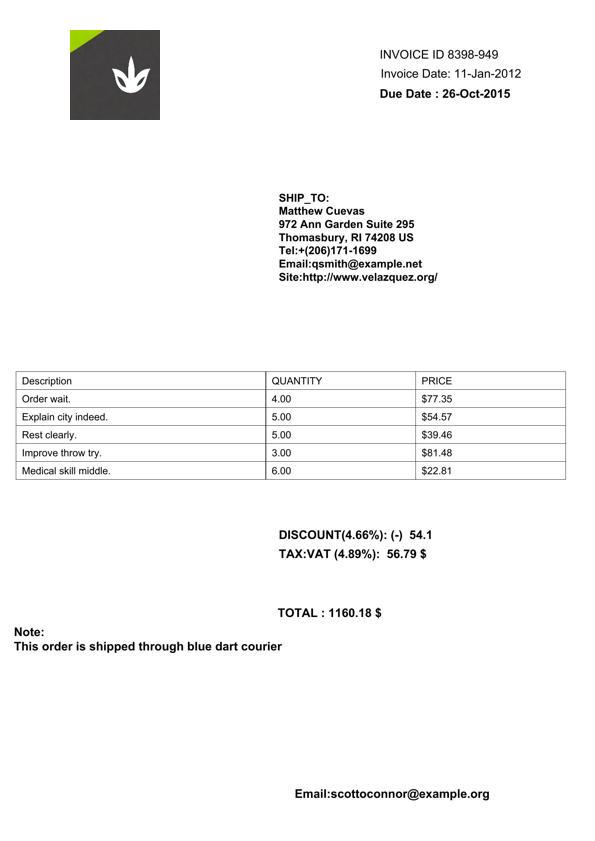 INVOICE ID 8398-949
Invoice Date: 11-Jan-2012
Due Date : 26-Oct-2015
SHIP_TO:
Matthew Cuevas
972 Ann Garden Suite 295
Thomasbury, RI 74208 US
Tel:+(206)171-1699
Email:qsmith@example.net
Site:http://www.velazquez.org/
Description QUANTITY PRICE
Order wait. 4.00 $77.35
Explain city indeed. 5.00 $54.57
Rest clearly. 5.00 $39.46
Improve throw try. 3.00 $81.48
Medical skill middle. 6.00 $22.81
DISCOUNT(4.66%): (-) 54.1
TAX:VAT (4.89%): 56.79 $
TOTAL : 1160.18 $
Note:
This order is shipped through blue dart courier
Email:scottoconnor@example.org